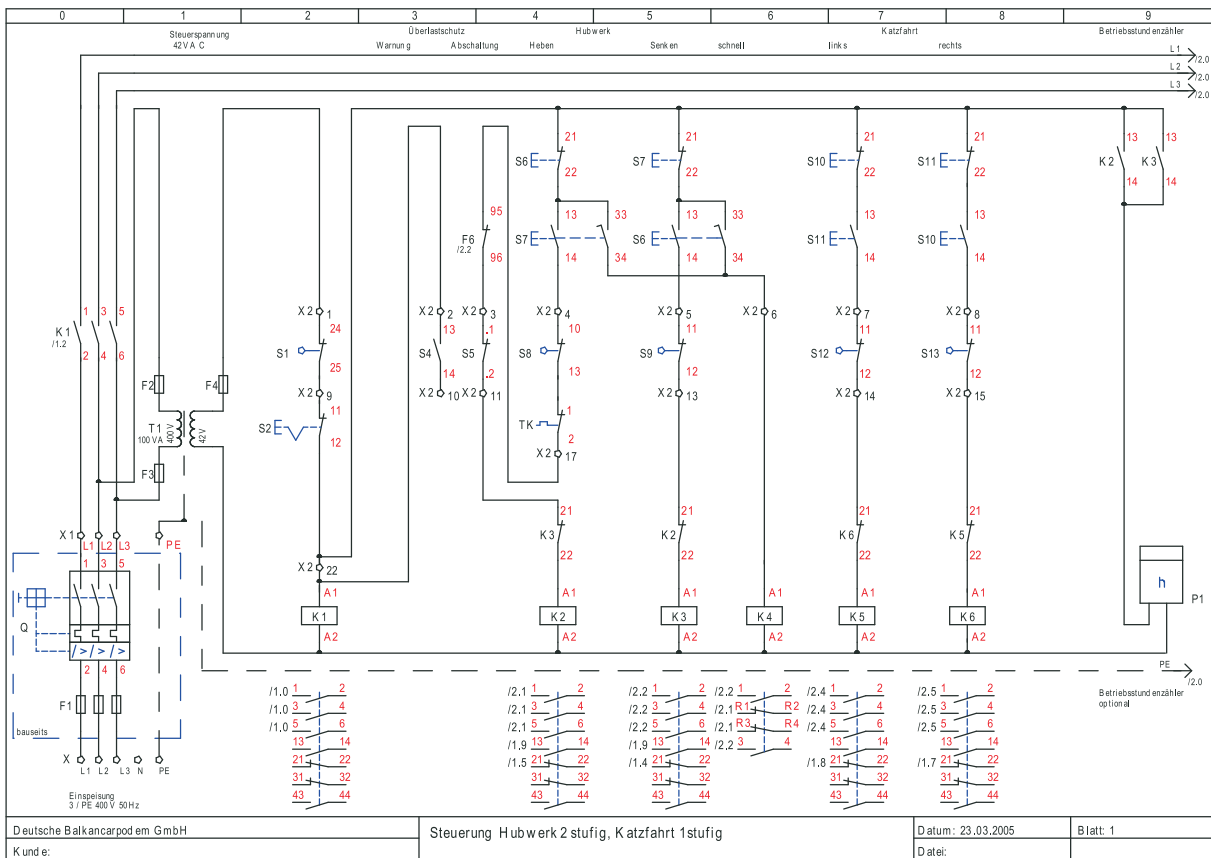 0 1 2 3 4 5 6 7 8 9
Steuerspannung
42V A C
Überlastschutz
Warnung Abschaltung
Hubwerk
Heben Senken schnell
Katzfahrt
links rechts
Betriebsstundenzähler
L1 /2.0
L2 /2.0
L3 /2.0
21 21 21 21 13 13
S6 S7 S10 S11 K2 K3
22 22 22 22 14 14
95 13 33 13 33 13 13
F6 S7 S6 S11 S10
/2.2
96 14 34 14 34 14 14
1 3 5
K1
/1.2
2 4 6
X2 1 X2 2 X2 3 X2 4 X2 5 X2 6 X2 7 X2 8
24 13 .1 10 11 11 11
S1 S4 S5 S8 S9 S12 S13
25 14 .2 13 12 12 12
X2 9 X2 10 X2 11 X2 13 X2 14 X2 15
F2 F4
T1
100 VA
400V 42V
F3
11
S2
12
1
TK
2
X2 17
21 21 21 21
K3 K2 K6 K5
22 22 22 22
X1 L1 L2 L3 PE
1 3 5
Q
/> /> />
2 4 6
F1
bauseits
X L1 L2 L3 N PE
Einspeisung
3 / PE 400 V 50Hz
X2 22
A1 A1 A1 A1 A1 A1
K1 K2 K3 K4 K5 K6
A2 A2 A2 A2 A2 A2
h
P1
PE
/2.0
Betriebsstundenzähler
optional
/1.0 1 2
/1.0 3 4
/1.0 5 6
13 14
21 22
31 32
43 44
/2.1 1 2
/2.1 3 4
/2.1 5 6
/1.9 13 14
/1.5 21 22
31 32
43 44
/2.2 1 2
/2.2 3 4
/2.2 5 6
/1.9 13 14
/1.4 21 22
31 32
43 44
/2.2 1 2
/2.1 R1 R2
/2.1 R3 R4
/2.2 3 4
/2.4 1 2
/2.4 3 4
/2.4 5 6
13 14
/1.8 21 22
31 32
43 44
/2.5 1 2
/2.5 3 4
/2.5 5 6
13 14
/1.7 21 22
31 32
43 44
Deutsche Balkancarpodem GmbH
Kunde:
Steuerung Hubwerk 2 stufig, Katzfahrt 1stufig
Datum: 23.03.2005
Datei:
Blatt: 1